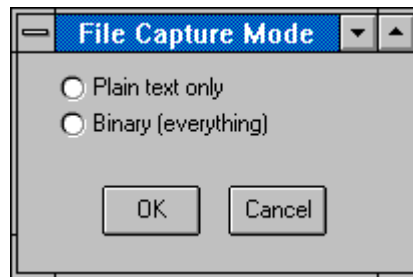 File Capture Mode
Plain text only
Binary (everything)
OK Cancel